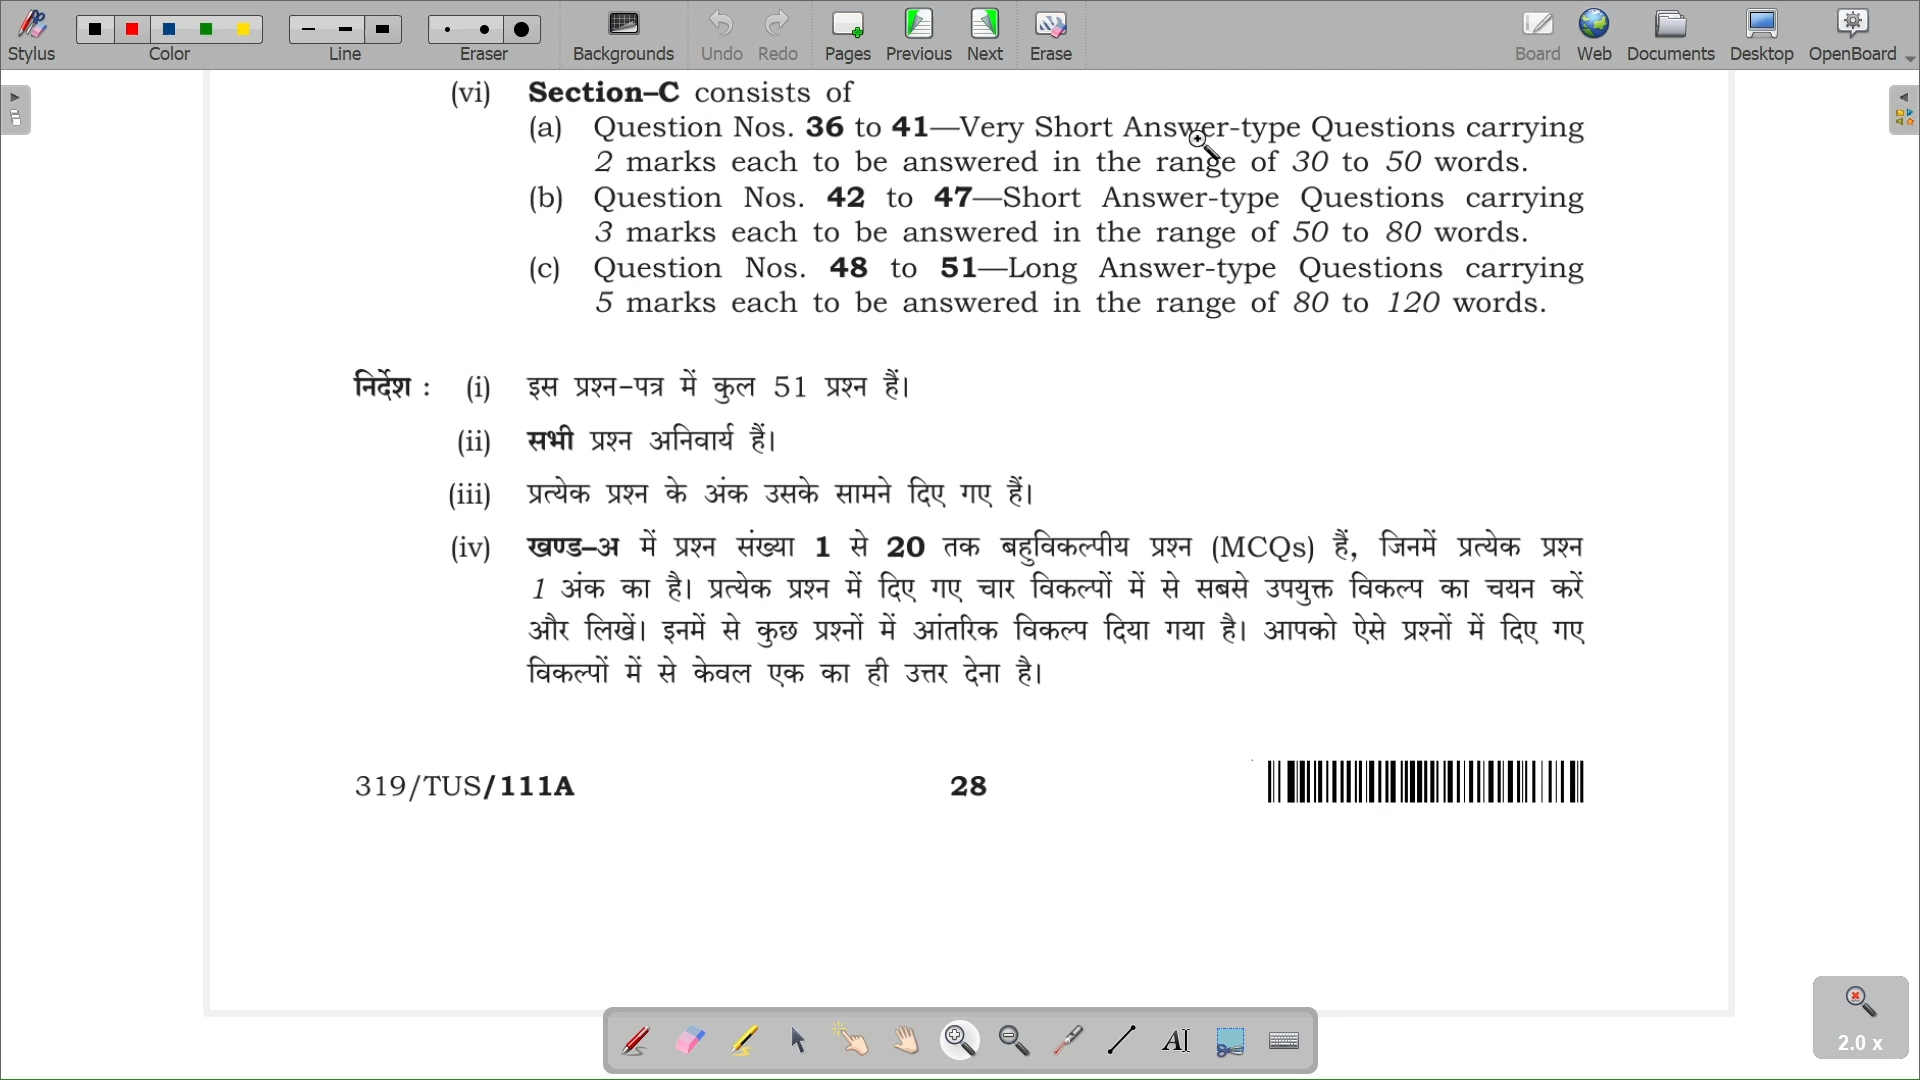 Stylus Color Line Eraser Backgrounds Undo Redo Pages Previous Next Erase Board Web Documents Desktop OpenBoard
(vi) Section–C consists of
(a) Question Nos. 36 to 41—Very Short Answer-type Questions carrying
2 marks each to be answered in the range of 30 to 50 words.
(b) Question Nos. 42 to 47—Short Answer-type Questions carrying
3 marks each to be answered in the range of 50 to 80 words.
(c) Question Nos. 48 to 51—Long Answer-type Questions carrying
5 marks each to be answered in the range of 80 to 120 words.
निर्देश : (i) इस प्रश्न-पत्र में कुल 51 प्रश्न हैं।
(ii) सभी प्रश्न अनिवार्य हैं।
(iii) प्रत्येक प्रश्न के अंक उसके सामने दिए गए हैं।
(iv) खण्ड–अ में प्रश्न संख्या 1 से 20 तक बहुविकल्पीय प्रश्न (MCQs) हैं, जिनमें प्रत्येक प्रश्न
1 अंक का है। प्रत्येक प्रश्न में दिए गए चार विकल्पों में से सबसे उपयुक्त विकल्प का चयन करें
और लिखें। इनमें से कुछ प्रश्नों में आंतरिक विकल्प दिया गया है। आपको ऐसे प्रश्नों में दिए गए
विकल्पों में से केवल एक का ही उत्तर देना है।
319/TUS/111A 28
2.0 x